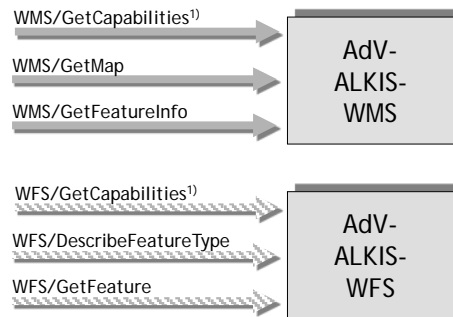 WMS/GetCapabilities¹⁾
WMS/GetMap
WMS/GetFeatureInfo
AdV-
ALKIS-
WMS
WFS/GetCapabilities¹⁾
WFS/DescribeFeatureType
WFS/GetFeature
AdV-
ALKIS-
WFS